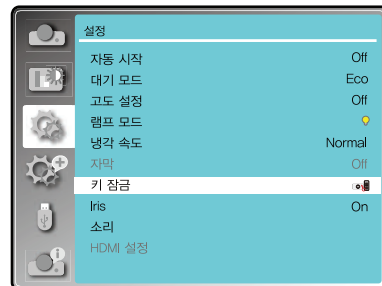 설정
자동 시작 Off
대기 모드 Eco
고도 설정 Off
램프 모드
냉각 속도 Normal
자막 Off
키 잠금
Iris On
소리
HDMI 설정